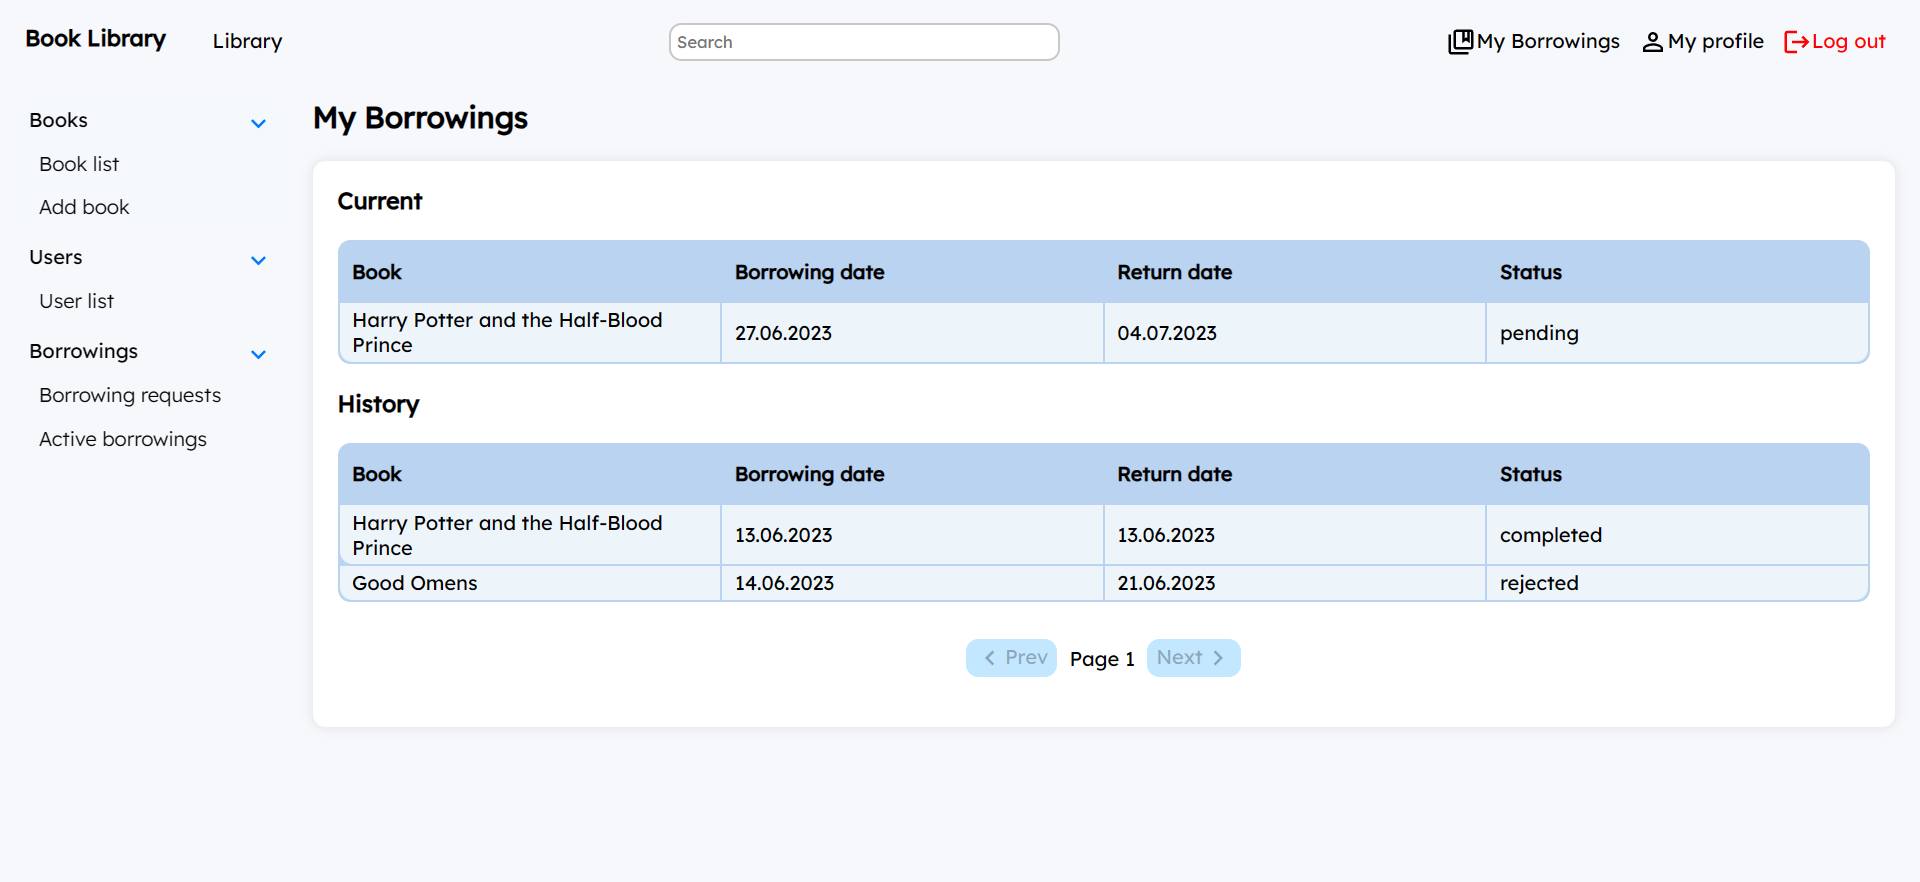 Book Library
Library
Search
My Borrowings
My profile
Log out
Books
Book list
Add book
Users
User list
Borrowings
Borrowing requests
Active borrowings
My Borrowings
Current
Book Borrowing date Return date Status
Harry Potter and the Half-Blood
Prince
27.06.2023 04.07.2023 pending
History
Book Borrowing date Return date Status
Harry Potter and the Half-Blood
Prince
13.06.2023 13.06.2023 completed
Good Omens 14.06.2023 21.06.2023 rejected
Prev Page 1 Next